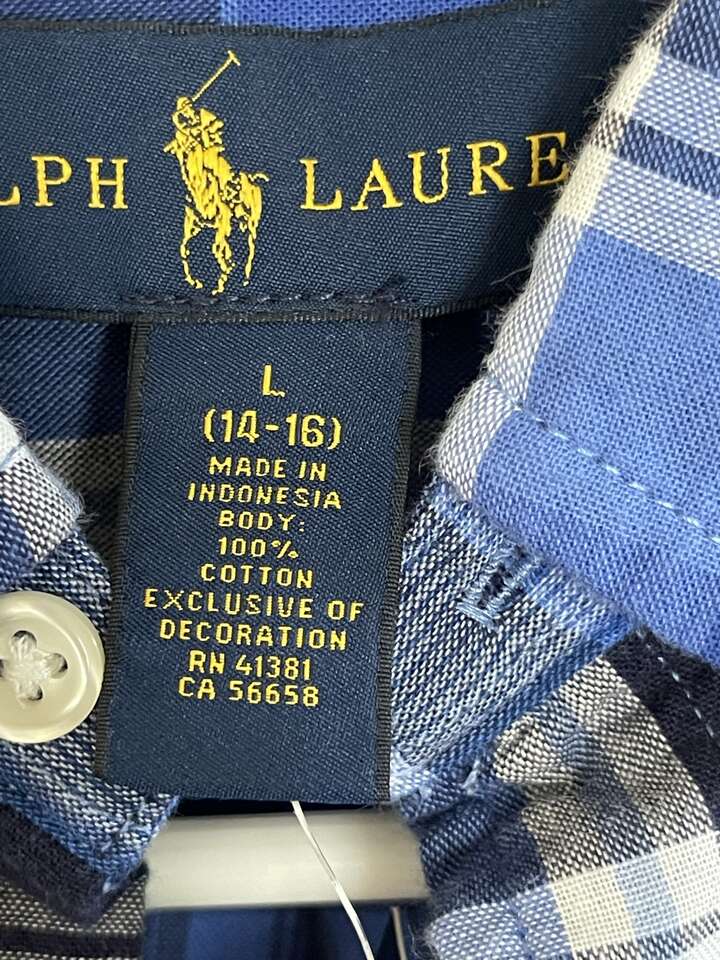 LPH LAURE
L
(14-16)
MADE IN
INDONESIA
BODY:
100%
COTTON
EXCLUSIVE OF
DECORATION
RN 41381
CA 56658